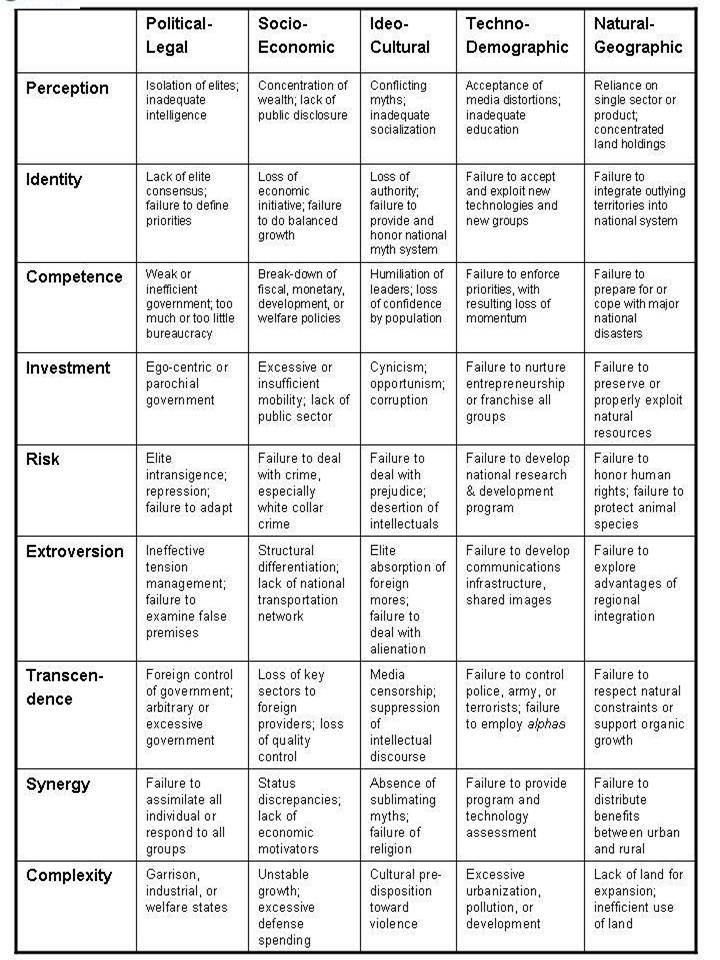 Political-
Legal
Socio-
Economic
Ideo-
Cultural
Techno-
Demographic
Natural-
Geographic
Perception
Isolation of elites;
inadequate
intelligence
Concentration of
wealth; lack of
public disclosure
Conflicting
myths;
inadequate
socialization
Acceptance of
media distortions;
inadequate
education
Reliance on
single sector or
product;
concentrated
land holdings
Identity
Lack of elite
consensus;
failure to define
priorities
Loss of
economic
initiative; failure
to do balanced
growth
Loss of
authority;
failure to
provide and
honor national
myth system
Failure to accept
and exploit new
technologies and
new groups
Failure to
integrate outlying
territories into
national system
Competence
Weak or
inefficient
government; too
much or too little
bureaucracy
Break-down of
fiscal, monetary,
development, or
welfare policies
Humiliation of
leaders; loss
of confidence
by population
Failure to enforce
priorities, with
resulting loss of
momentum
Failure to
prepare for or
cope with major
national
disasters
Investment
Ego-centric or
parochial
government
Excessive or
insufficient
mobility; lack of
public sector
Cynicism;
opportunism;
corruption
Failure to nurture
entrepreneurship
or franchise all
groups
Failure to
preserve or
properly exploit
natural
resources
Risk
Elite
intransigence;
repression;
failure to adapt
Failure to deal
with crime,
especially
white collar
crime
Failure to
deal with
prejudice;
desertion of
intellectuals
Failure to develop
national research
& development
program
Failure to
honor human
rights; failure to
protect animal
species
Extroversion
Ineffective
tension
management;
failure to
examine false
premises
Structural
differentiation;
lack of national
transportation
network
Elite
absorption of
foreign
mores;
failure to
deal with
alienation
Failure to develop
communications
infrastructure,
shared images
Failure to
explore
advantages of
regional
integration
Transcen-
dence
Foreign control
of government;
arbitrary or
excessive
government
Loss of key
sectors to
foreign
providers; loss
of quality
control
Media
censorship;
suppression
of
intellectual
discourse
Failure to control
police, army, or
terrorists; failure
to employ alphas
Failure to
respect natural
constraints or
support organic
growth
Synergy
Failure to
assimilate all
individual or
respond to all
groups
Status
discrepancies;
lack of
economic
motivators
Absence of
sublimating
myths;
failure of
religion
Failure to provide
program and
technology
assessment
Failure to
distribute
benefits
between urban
and rural
Complexity
Garrison,
industrial, or
welfare states
Unstable
growth;
excessive
defense
spending
Cultural pre-
disposition
toward
violence
Excessive
urbanization,
pollution, or
development
Lack of land for
expansion;
inefficient use
of land